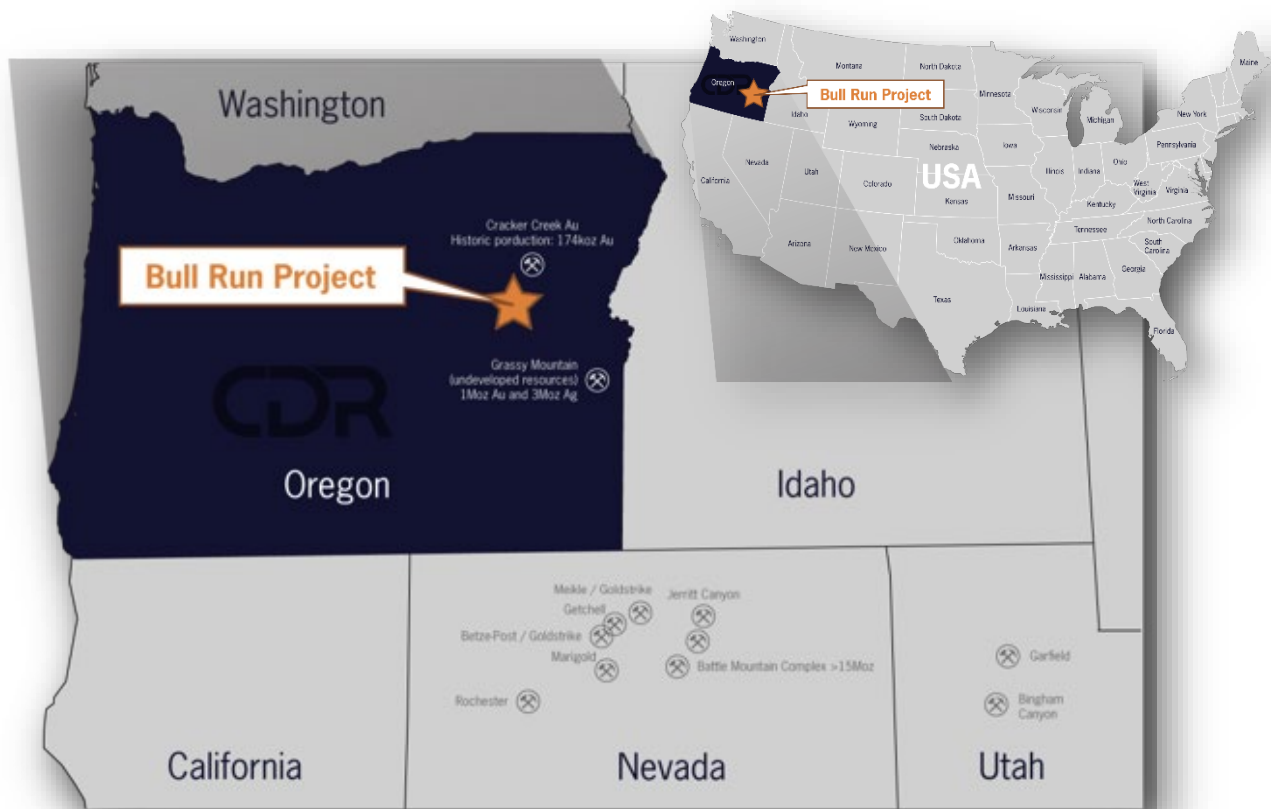 Washington
Cracker Creek Au
Historic porduction: 174koz Au
Bull Run Project
Grassy Mountain
(undeveloped resources)
1Moz Au and 3Moz Ag
CDR
Oregon
Idaho
Meikle / Goldstrike
Jerritt Canyon
Getchell
Betze-Post / Goldstrike
Marigold
Battle Mountain Complex >15Moz
Rochester
Garfield
Bingham
Canyon
California
Nevada
Utah
Washington
Montana
North Dakota
Maine
Oregon
CDR
Bull Run Project
Minnesota
Idaho
Wyoming
South Dakota
Wisconsin
Michigan
New York
Nebraska
Iowa
Pennsylvania
Nevada
Utah
Colorado
USA
Kansas
Illinois
Indiana
Ohio
California
Missouri
West
Virginia
Virginia
Kentucky
North Carolina
Arizona
New Mexico
Oklahoma
Arkansas
Tennessee
South
Carolina
Mississippi
Alabama
Georgia
Texas
Louisiana
Florida